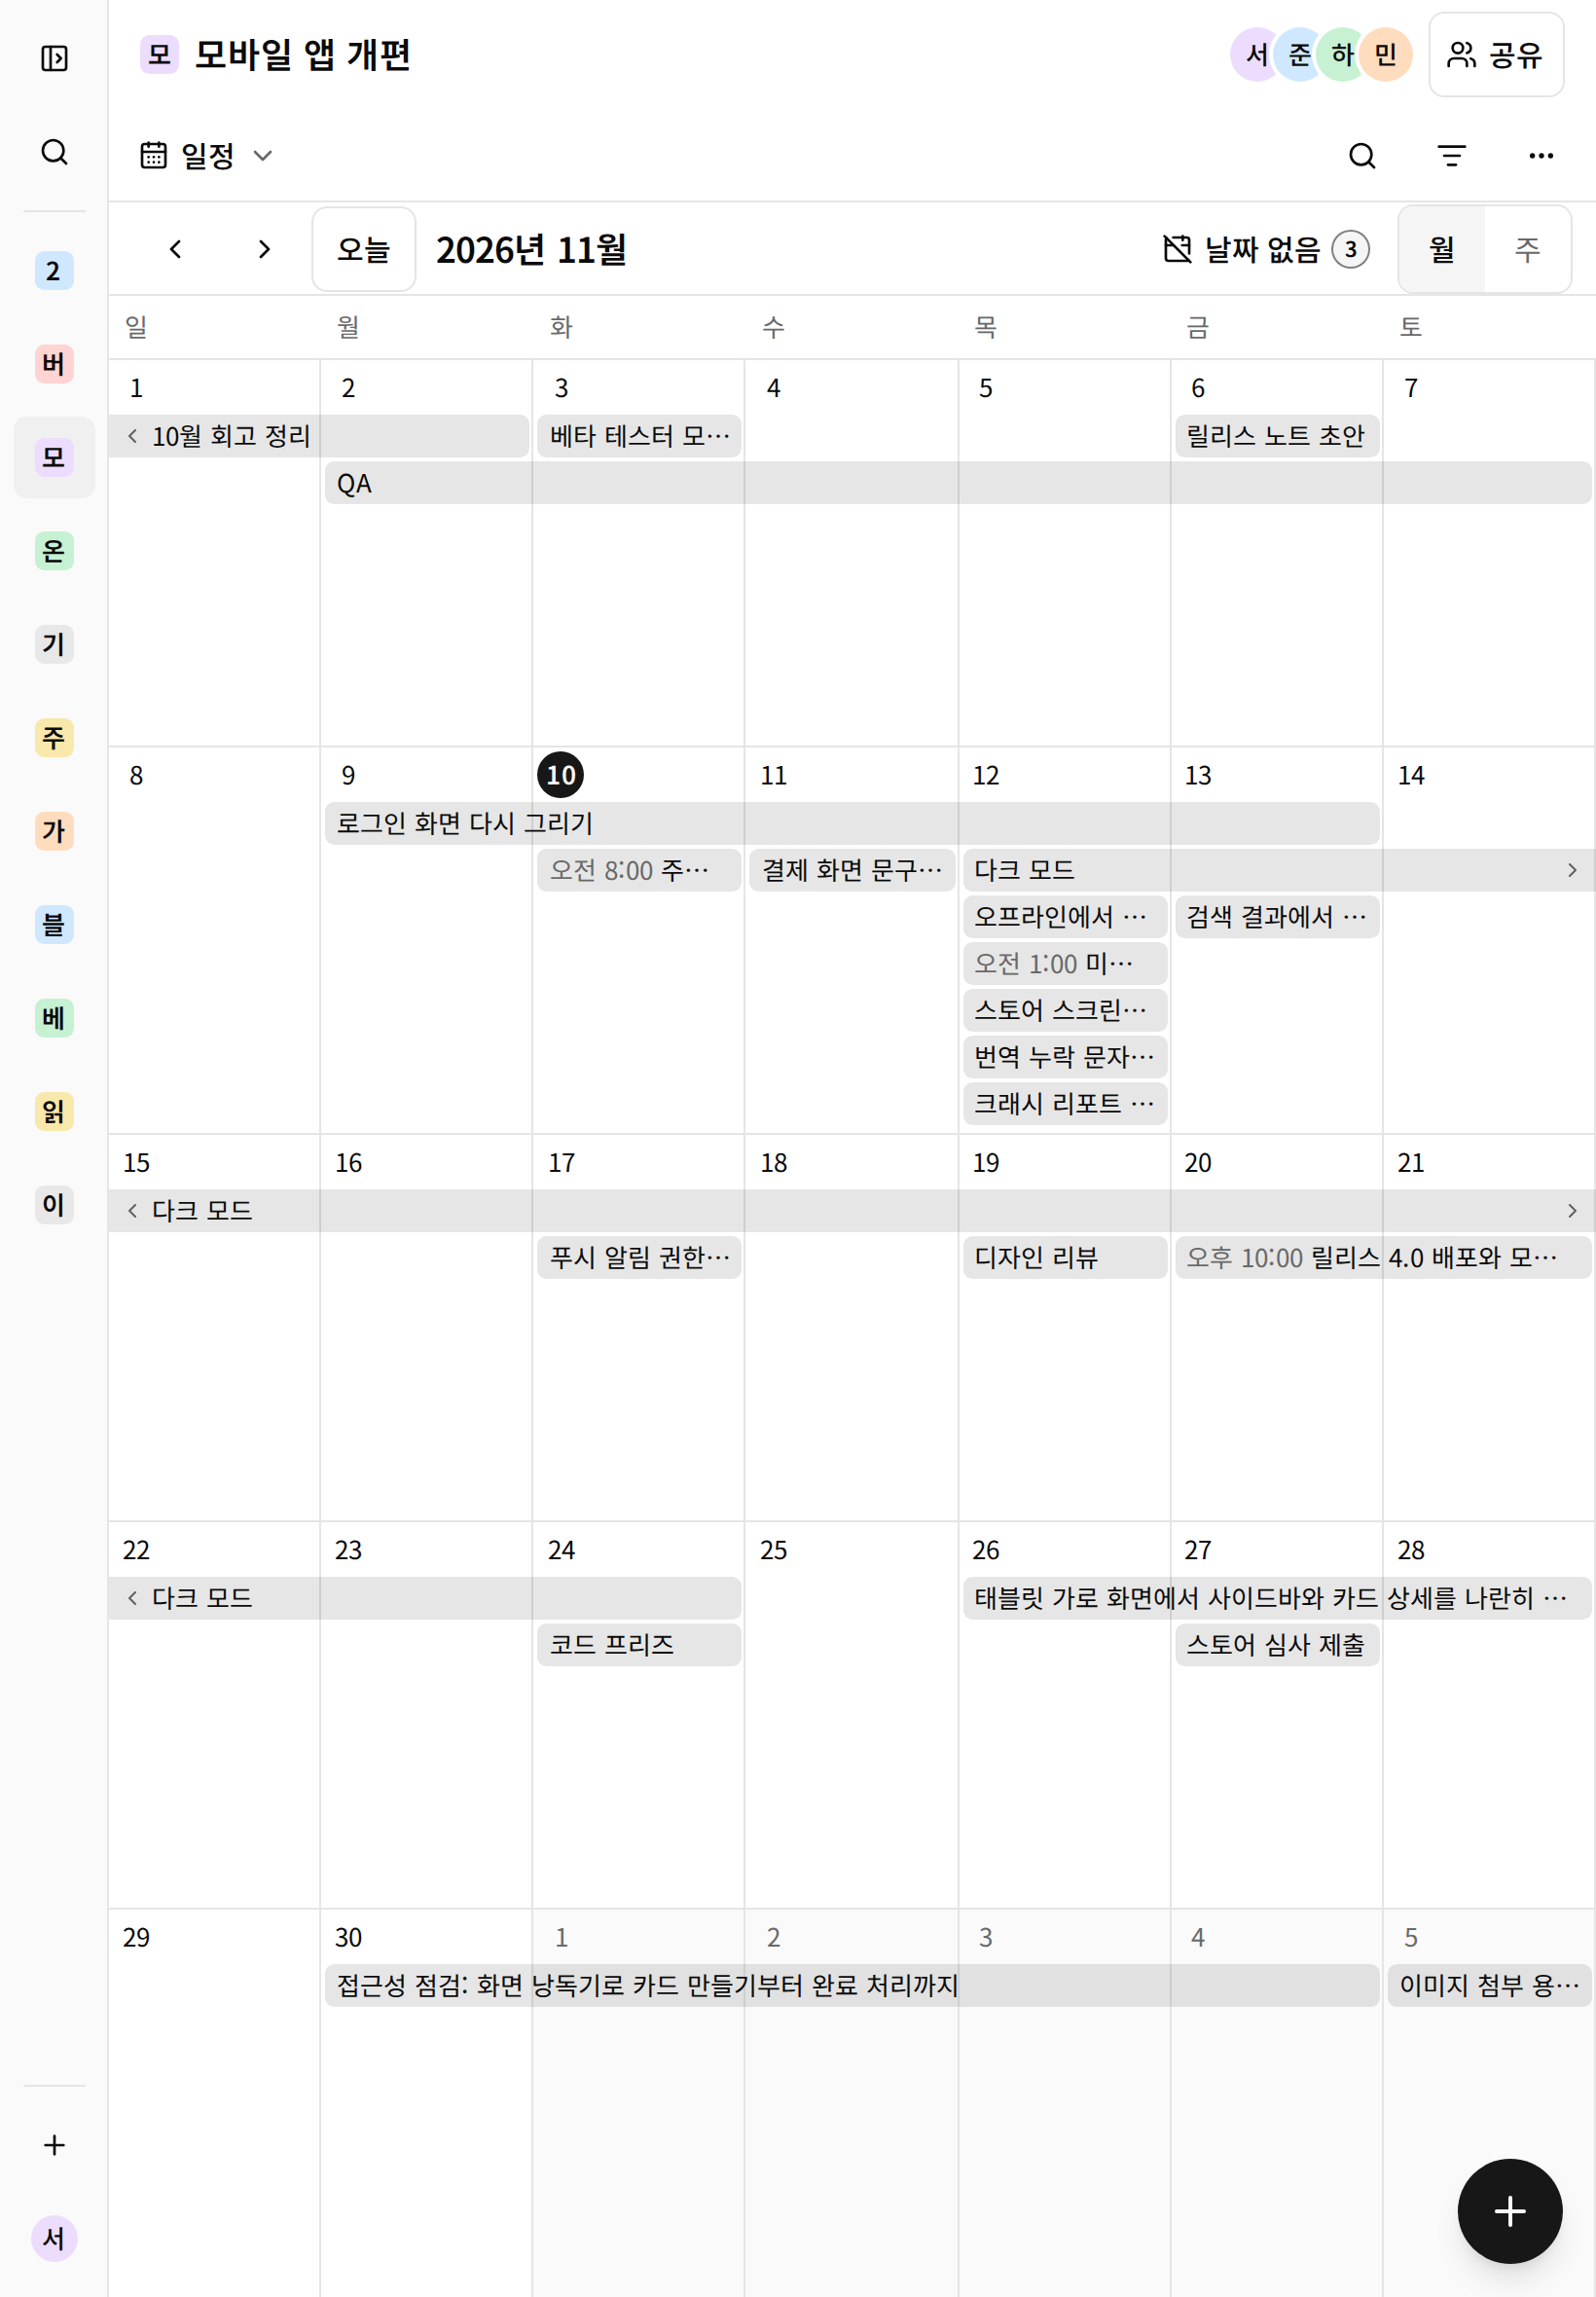 모 모바일 앱 개편
서 준 하 민 공유
일정
오늘 2026년 11월 날짜 없음 3 월 주
2
버
모
온
기
주
가
블
베
읽
이
서
일 월 화 수 목 금 토
1 2 3 4 5 6 7
10월 회고 정리 베타 테스터 모… 릴리스 노트 초안
QA
8 9 10 11 12 13 14
로그인 화면 다시 그리기
오전 8:00 주… 결제 화면 문구… 다크 모드
오프라인에서 … 검색 결과에서 …
오전 1:00 미…
스토어 스크린…
번역 누락 문자…
크래시 리포트 …
15 16 17 18 19 20 21
다크 모드
푸시 알림 권한… 디자인 리뷰 오후 10:00 릴리스 4.0 배포와 모…
22 23 24 25 26 27 28
다크 모드 태블릿 가로 화면에서 사이드바와 카드 상세를 나란히 …
코드 프리즈 스토어 심사 제출
29 30 1 2 3 4 5
접근성 점검: 화면 낭독기로 카드 만들기부터 완료 처리까지 이미지 첨부 용…